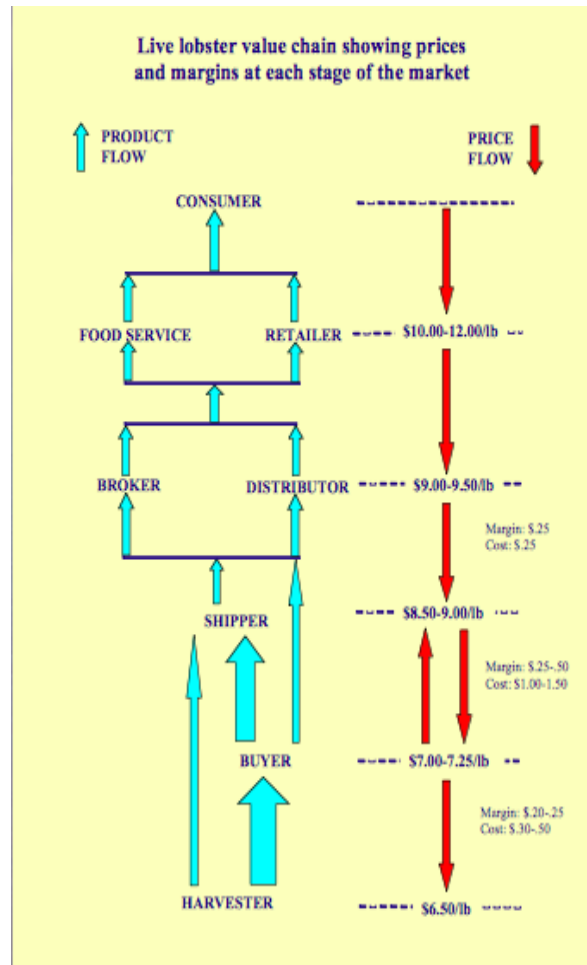 Live lobster value chain showing prices
and margins at each stage of the market
PRODUCT
FLOW
PRICE
FLOW
CONSUMER
FOOD SERVICE
RETAILER
$10.00-12.00/lb
BROKER
DISTRIBUTOR
$9.00-9.50/lb
Margin: $.25
Cost: $.25
SHIPPER
$8.50-9.00/lb
Margin: $.25-.50
Cost: $1.00-1.50
BUYER
$7.00-7.25/lb
Margin: $.20-.25
Cost: $.30-.50
HARVESTER
$6.50/lb